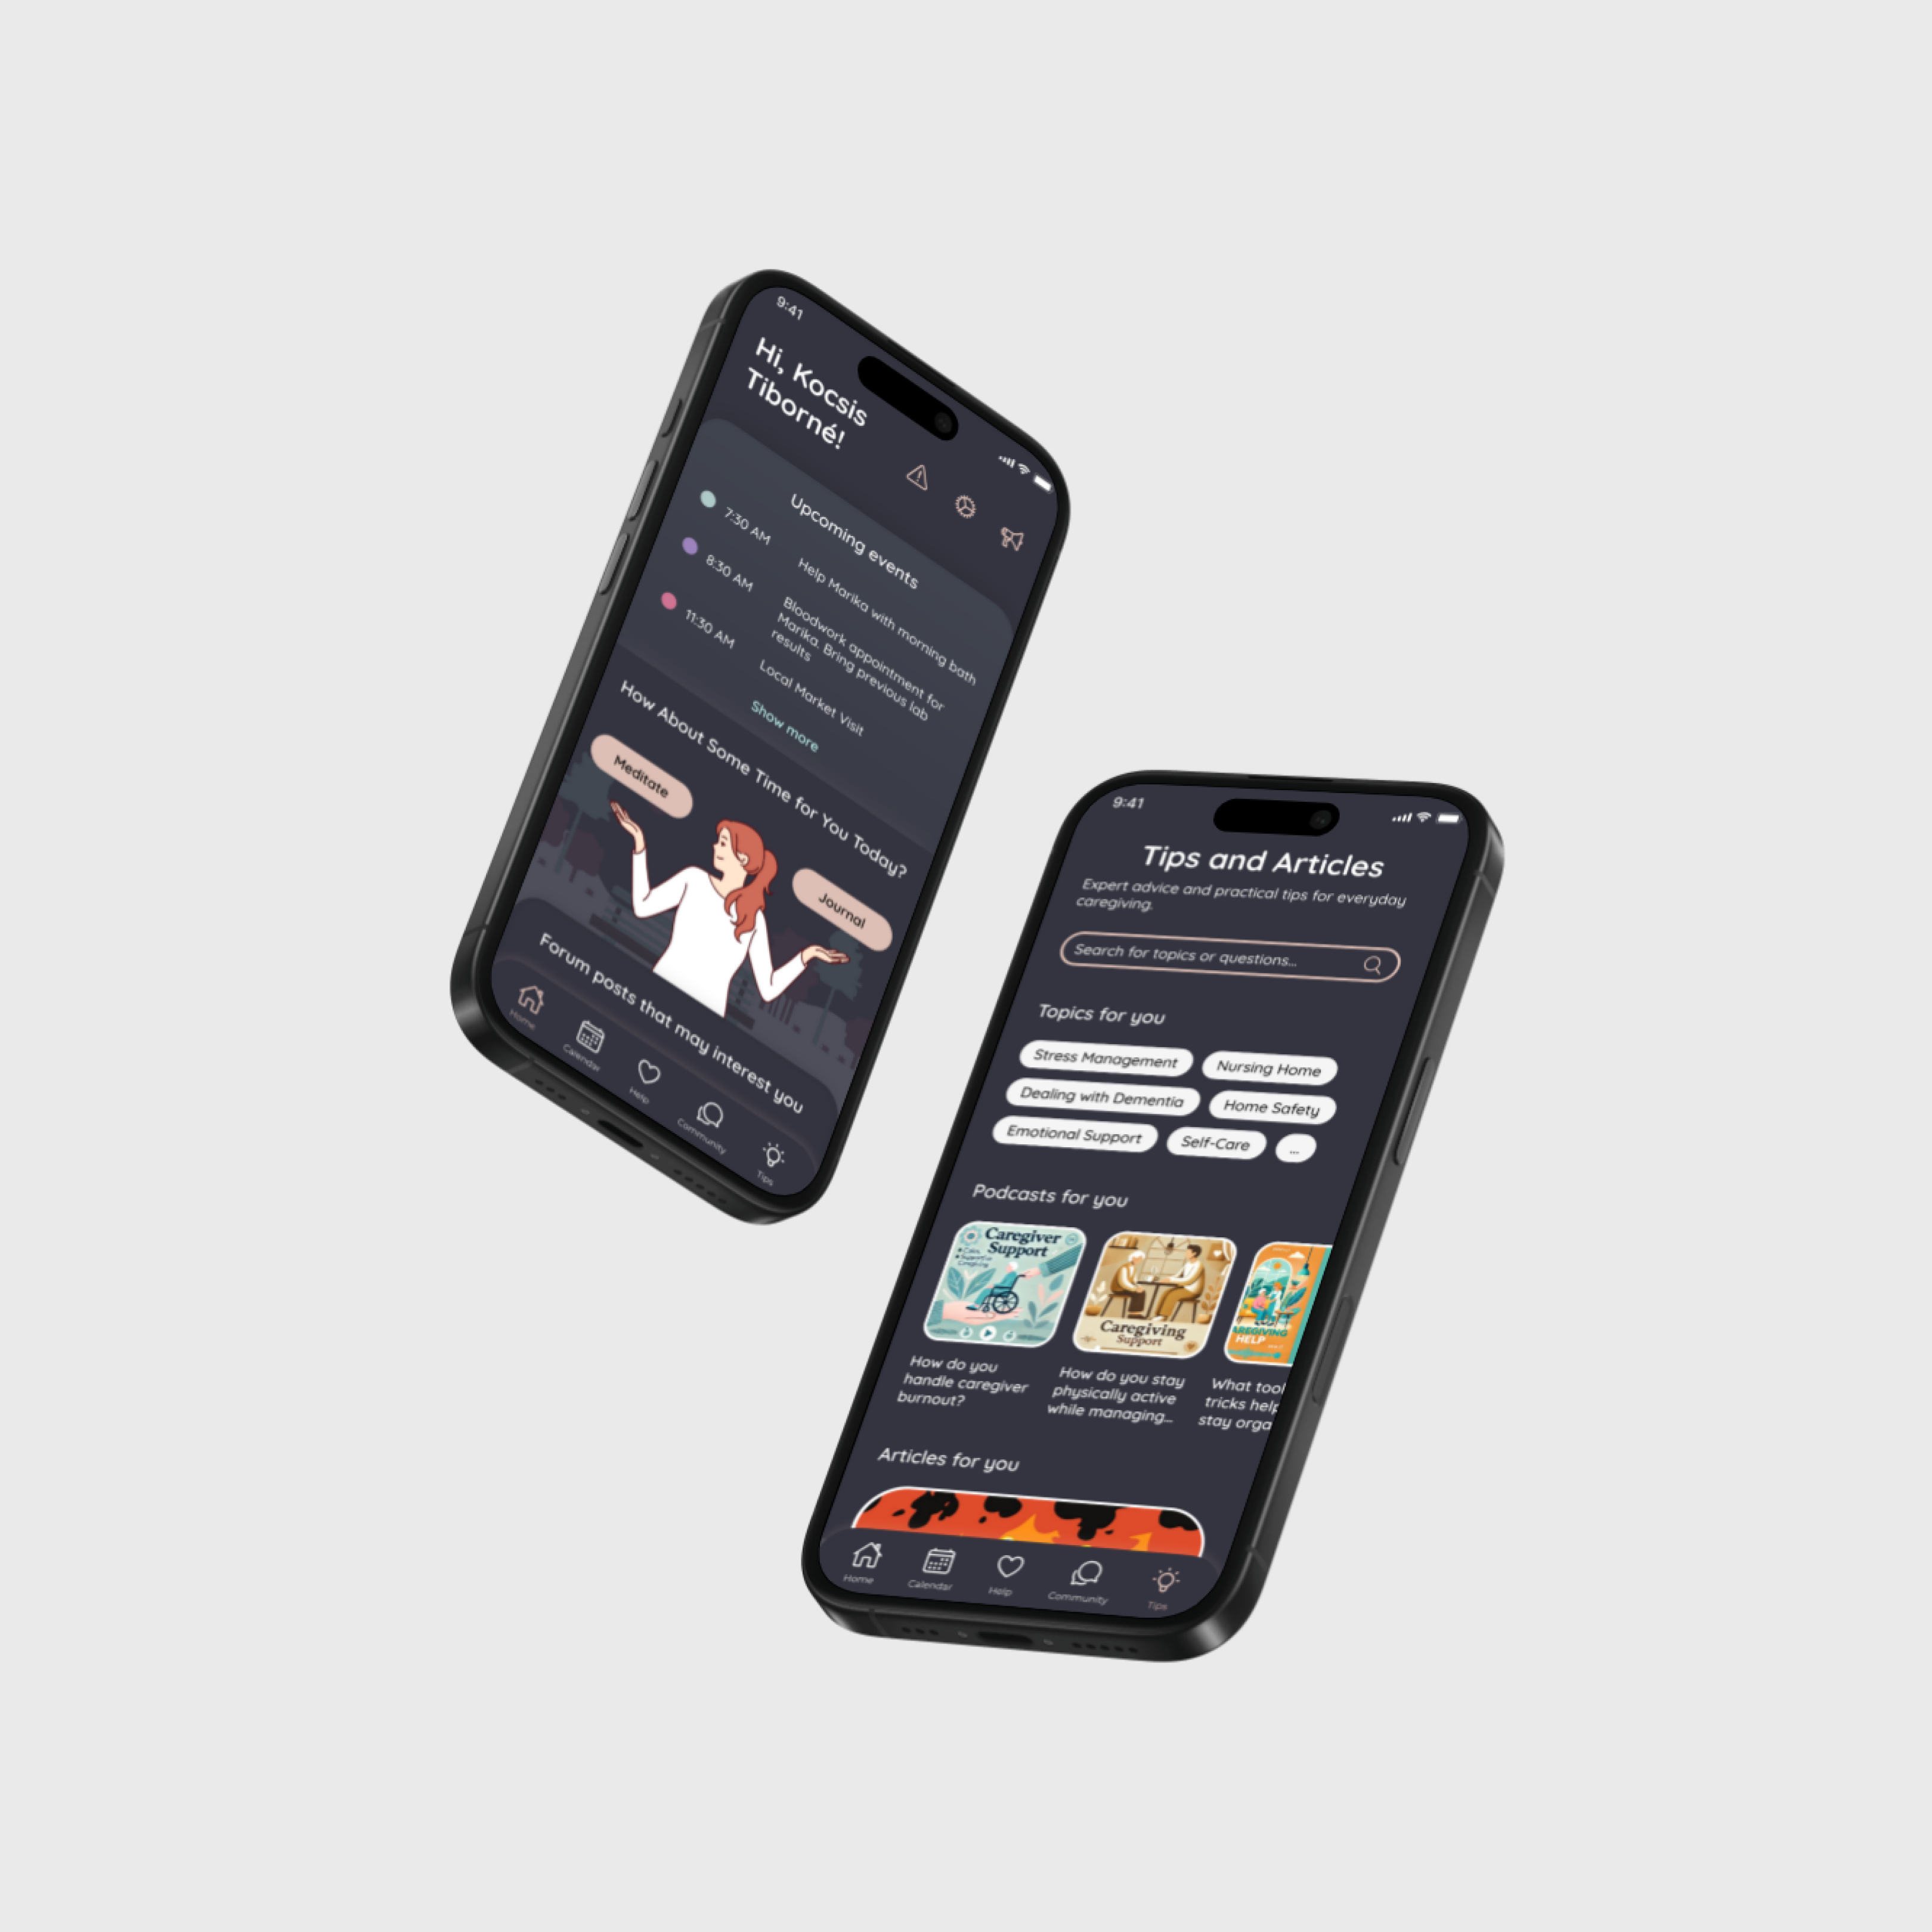 9:41
Hi, Kocsis
Tiborné!
Upcoming events
7:30 AM
Help Marika with morning bath
8:30 AM
Bloodwork appointment for
Marika. Bring previous lab
results
11:30 AM
Local Market Visit
Show more
How About Some Time for You Today?
Meditate
Journal
Forum posts that may interest you
Home
Calendar
Help
Community
Tips
9:41
Tips and Articles
Expert advice and practical tips for everyday
caregiving.
Search for topics or questions...
Topics for you
Stress Management
Nursing Home
Dealing with Dementia
Home Safety
Emotional Support
Self-Care
...
Podcasts for you
Caregiver
Support
Caregiving
Support
AREGIVING
HELP
How do you
handle caregiver
burnout?
How do you stay
physically active
while managing...
What tool
tricks help
stay orga
Articles for you
Home
Calendar
Help
Community
Tips